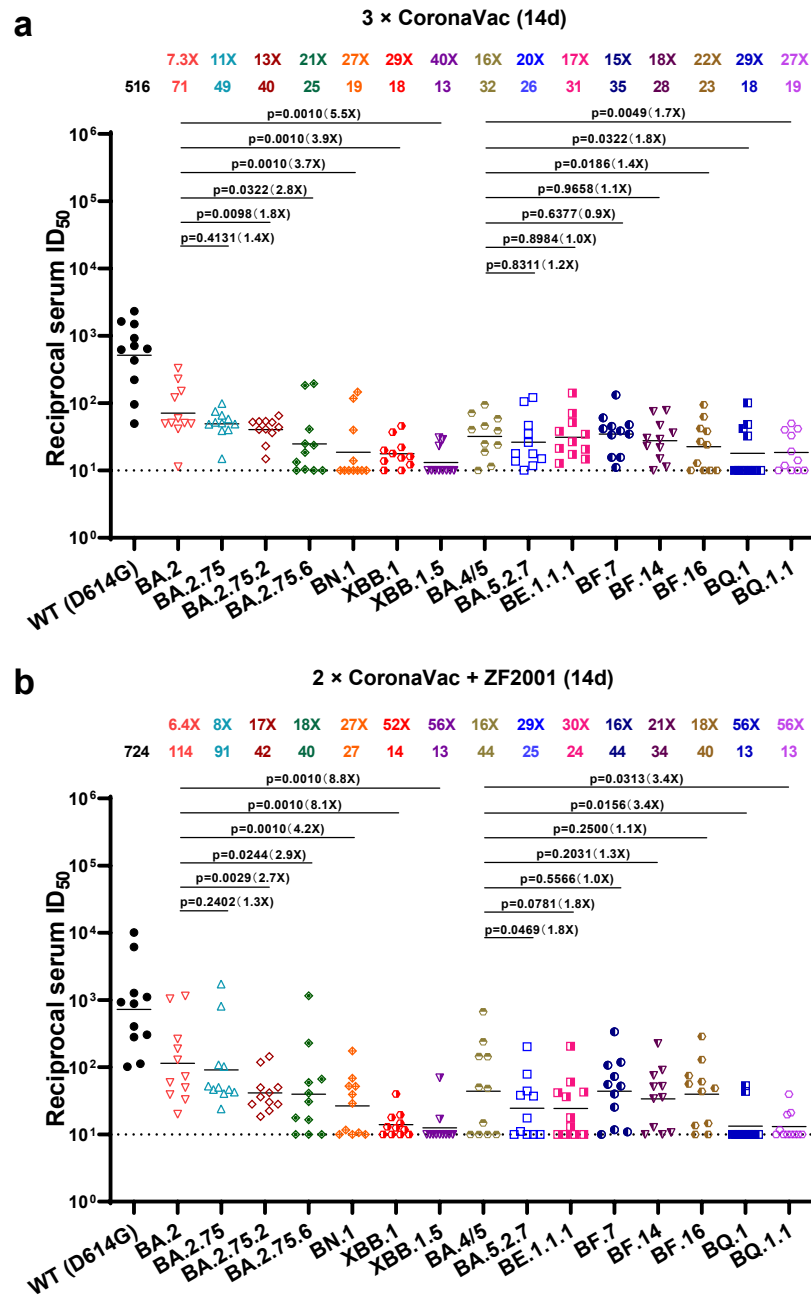 a
3 × CoronaVac (14d)
7.3X 11X 13X 21X 27X 29X 40X 16X 20X 17X 15X 18X 22X 29X 27X
516 71 49 40 25 19 18 13 32 26 31 35 28 23 18 19
p=0.0010（5.5X） p=0.0049（1.7X）
p=0.0010（3.9X） p=0.0322（1.8X）
p=0.0010（3.7X） p=0.0186（1.4X）
p=0.0322（2.8X） p=0.9658（1.1X）
p=0.0098（1.8X） p=0.6377（0.9X）
p=0.4131（1.4X） p=0.8984（1.0X）
p=0.8311（1.2X）
Reciprocal serum ID50
10^6
10^5
10^4
10^3
10^2
10^1
10^0
WT (D614G) BA.2 BA.2.75 BA.2.75.2 BA.2.75.6 BN.1 XBB.1 XBB.1.5 BA.4/5 BA.5.2.7 BE.1.1.1 BF.7 BF.14 BF.16 BQ.1 BQ.1.1
b
2 × CoronaVac + ZF2001 (14d)
6.4X 8X 17X 18X 27X 52X 56X 16X 29X 30X 16X 21X 18X 56X 56X
724 114 91 42 40 27 14 13 44 25 24 44 34 40 13 13
p=0.0010（8.8X） p=0.0313（3.4X）
p=0.0010（8.1X） p=0.0156（3.4X）
p=0.0010（4.2X） p=0.2500（1.1X）
p=0.0244（2.9X） p=0.2031（1.3X）
p=0.0029（2.7X） p=0.5566（1.0X）
p=0.2402（1.3X） p=0.0781（1.8X）
p=0.0469（1.8X）
Reciprocal serum ID50
10^6
10^5
10^4
10^3
10^2
10^1
10^0
WT (D614G) BA.2 BA.2.75 BA.2.75.2 BA.2.75.6 BN.1 XBB.1 XBB.1.5 BA.4/5 BA.5.2.7 BE.1.1.1 BF.7 BF.14 BF.16 BQ.1 BQ.1.1